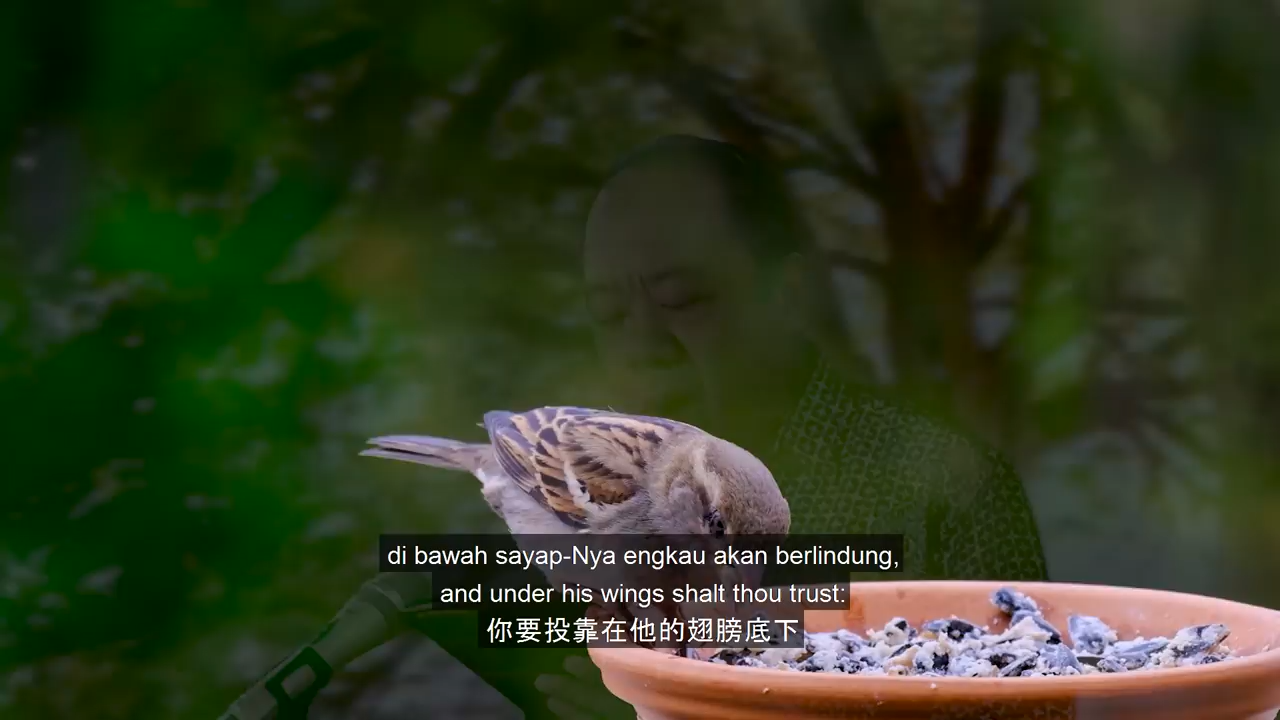 di bawah sayap-Nya engkau akan berlindung,
and under his wings shalt thou trust:
你要投靠在他的翅膀底下